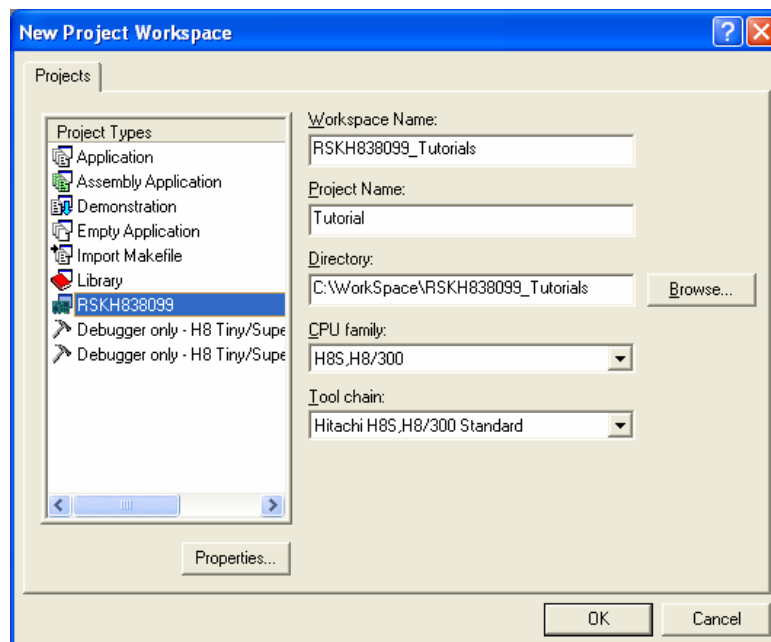 New Project Workspace
Projects
Project Types
Application
Assembly Application
Demonstration
Empty Application
Import Makefile
Library
RSKH838099
Debugger only - H8 Tiny/Supe
Debugger only - H8 Tiny/Supe
Properties...
Workspace Name:
RSKH838099_Tutorials
Project Name:
Tutorial
Directory:
C:\WorkSpace\RSKH838099_Tutorials
Browse...
CPU family:
H8S,H8/300
Tool chain:
Hitachi H8S,H8/300 Standard
OK
Cancel